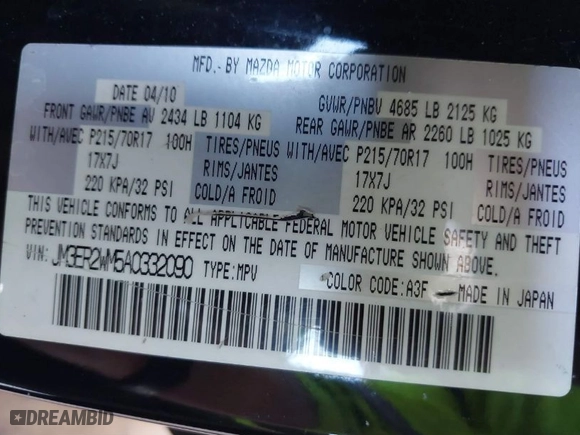 MFD.- BY MAZDA MOTOR CORPORATION
DATE 04/10
GVWR/PNBV 4685 LB 2125 KG
FRONT GAWR/PNBE AV 2434 LB 1104 KG
REAR GAWR/PNBE AR 2260 LB 1025 KG
WITH/AVEC P215/70R17 100H TIRES/PNEUS WITH/AVEC P215/70R17 100H TIRES/PNEUS
17X7J RIMS/JANTES 17X7J RIMS/JANTES
220 KPA/32 PSI COLD/A FROID 220 KPA/32 PSI COLD/A FROID
THIS VEHICLE CONFORMS TO ALL APPLICABLE FEDERAL MOTOR VEHICLE SAFETY AND THEFT
PREVENTION STANDARDS IN EFFECT ON THE DATE OF MANUFACTURE SHOWN ABOVE.
VIN: JM3ER2WM5A0332090 TYPE:MPV COLOR CODE:A3F MADE IN JAPAN
DREAMBID